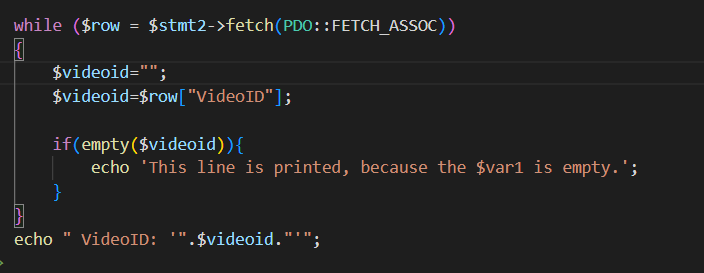 while ($row = $stmt2->fetch(PDO::FETCH_ASSOC))
{
    $videoid="";
    $videoid=$row["VideoID"];

    if(empty($videoid)){
        echo 'This line is printed, because the $var1 is empty.';
    }
}
echo " VideoID: '".$videoid."'";